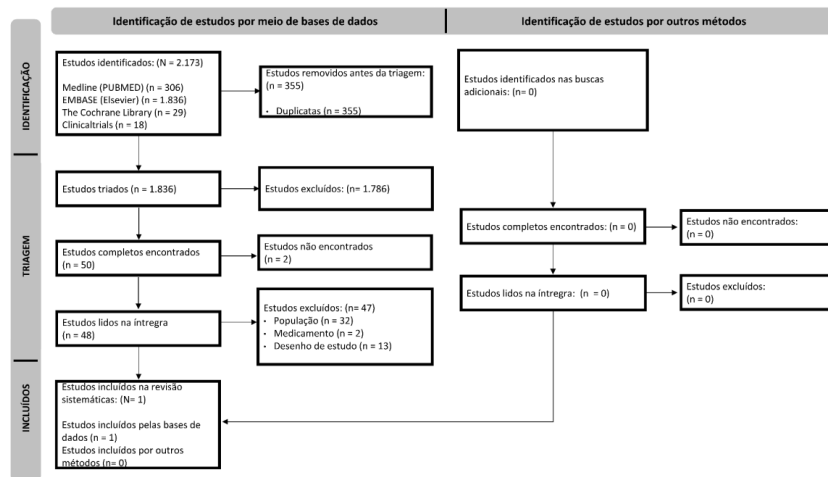 Identificação de estudos por meio de bases de dados
Identificação de estudos por outros métodos
IDENTIFICAÇÃO
Estudos identificados: (N = 2.173)
Medline (PUBMED) (n = 306)
EMBASE (Elsevier) (n = 1.836)
The Cochrane Library (n = 29)
Clinicaltrials (n = 18)
Estudos removidos antes da triagem:
(n = 355)
• Duplicatas (n = 355)
Estudos identificados nas buscas
adicionais: (n= 0)
TRIAGEM
Estudos triados (n = 1.836)
Estudos excluídos: (n= 1.786)
Estudos completos encontrados
(n = 50)
Estudos não encontrados
(n = 2)
Estudos completos encontrados: (n = 0)
Estudos não encontrados:
(n = 0)
Estudos lidos na íntregra
(n = 48)
Estudos excluídos: (n= 47)
• População (n = 32)
• Medicamento (n = 2)
• Desenho de estudo (n = 13)
Estudos lidos na íntregra: (n = 0)
Estudos excluídos:
(n = 0)
INCLUÍDOS
Estudos incluídos na revisão
sistemáticas: (N= 1)
Estudos incluídos pelas bases de
dados (n = 1)
Estudos incluídos por outros
métodos (n= 0)